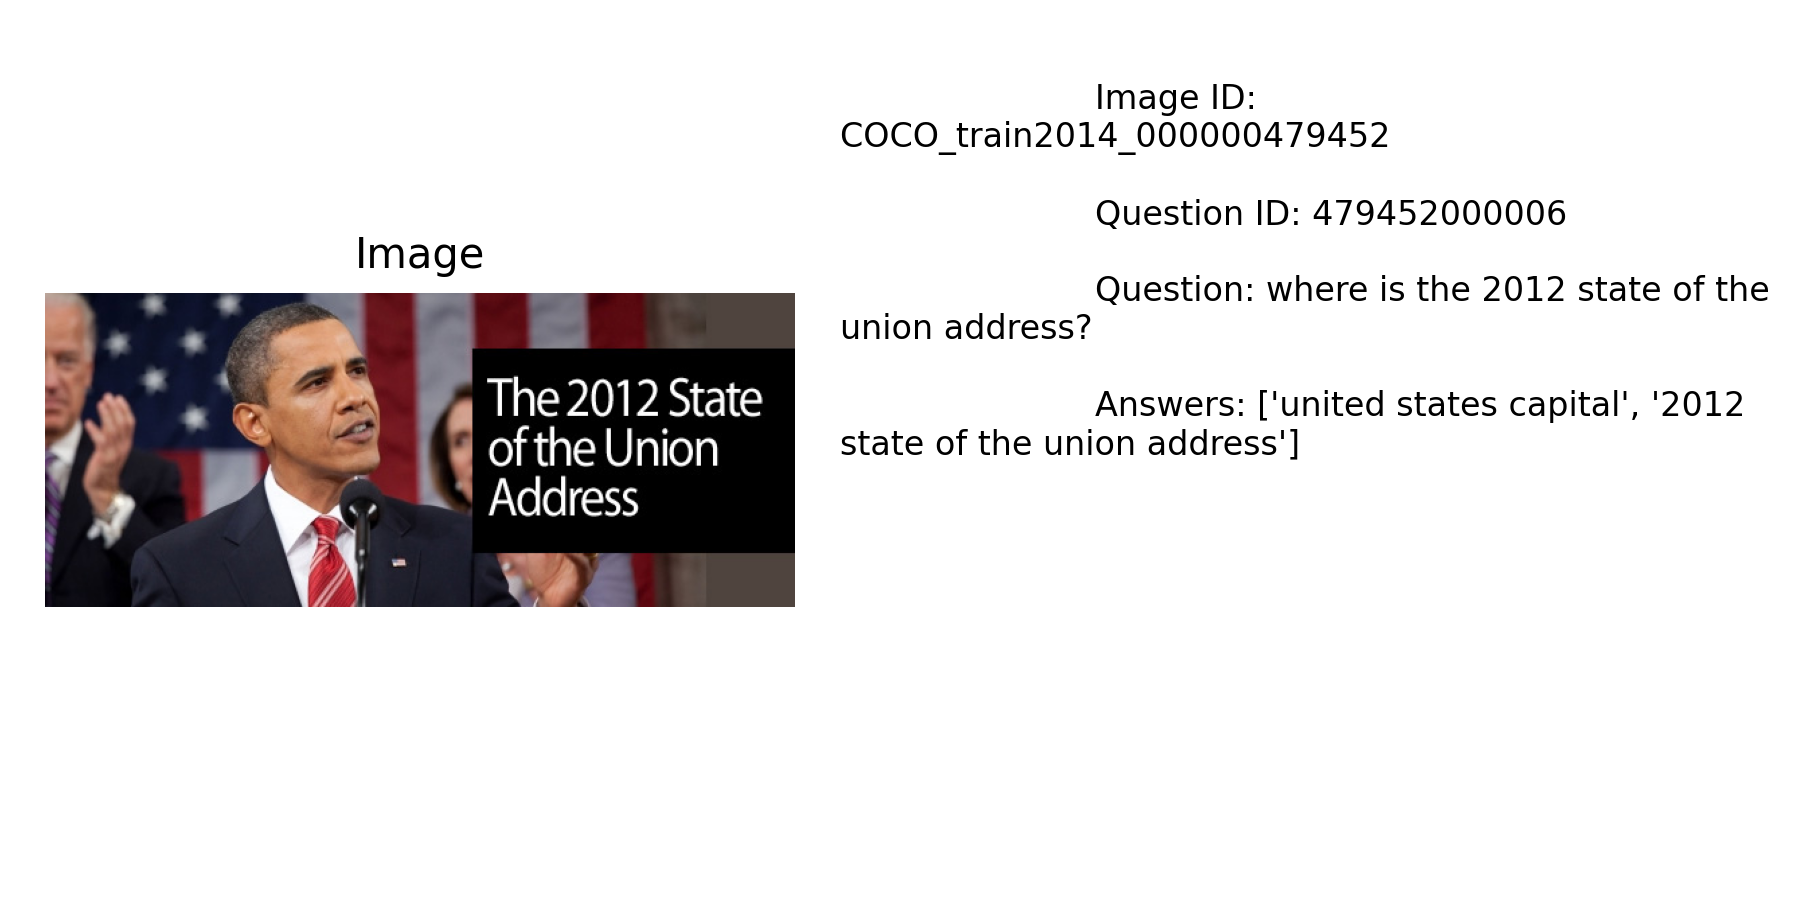 Image
The 2012 State
of the Union
Address
Image ID:
COCO_train2014_000000479452
Question ID: 479452000006
Question: where is the 2012 state of the
union address?
Answers: ['united states capital', '2012
state of the union address']